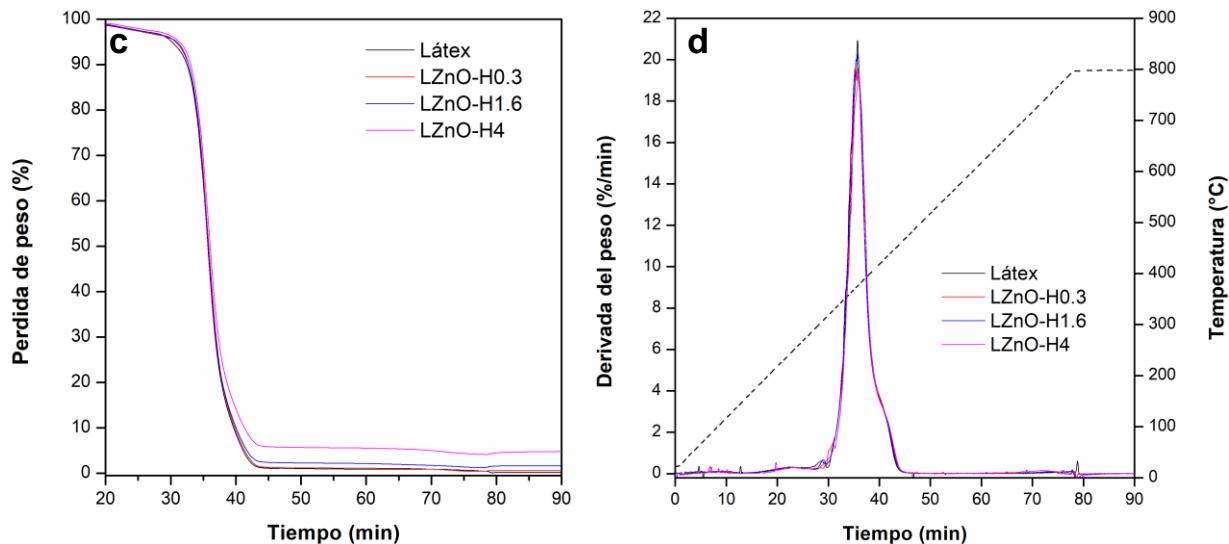 c
100
90
80
70
60
50
40
30
20
10
0
Perdida de peso (%)
Látex
LZnO-H0.3
LZnO-H1.6
LZnO-H4
20 30 40 50 60 70 80 90
Tiempo (min)
d
22
20
18
16
14
12
10
8
6
4
2
0
Derivada del peso (%/min)
Látex
LZnO-H0.3
LZnO-H1.6
LZnO-H4
900
800
700
600
500
400
300
200
100
0
Temperatura (°C)
0 10 20 30 40 50 60 70 80 90
Tiempo (min)